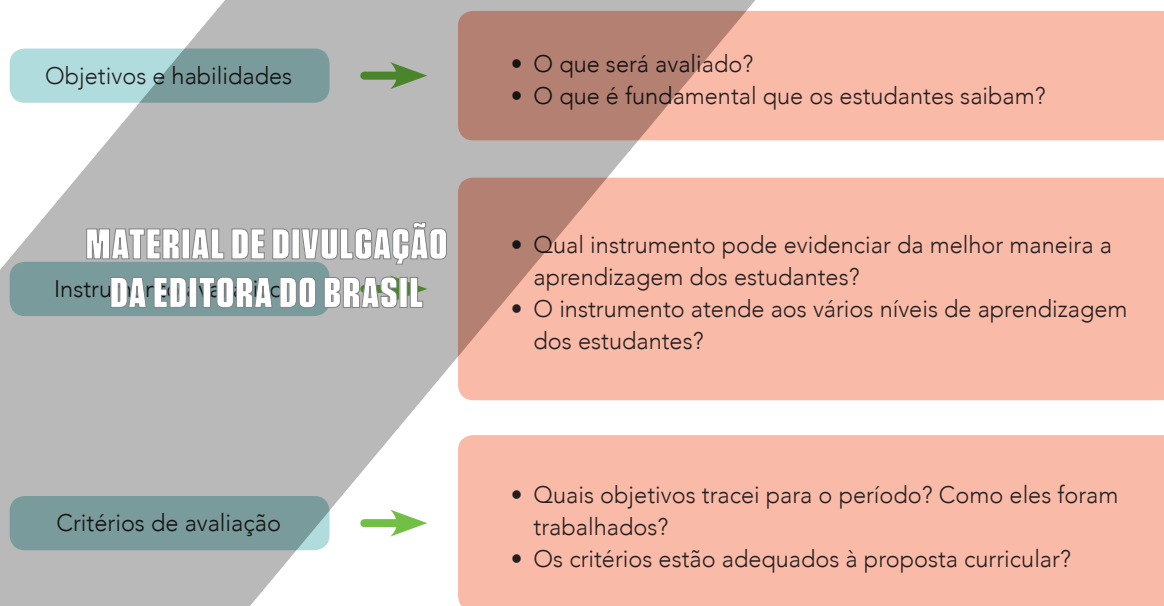 Objetivos e habilidades
• O que será avaliado?
• O que é fundamental que os estudantes saibam?
MATERIAL DE DIVULGAÇÃO
DA EDITORA DO BRASIL
• Qual instrumento pode evidenciar da melhor maneira a
aprendizagem dos estudantes?
• O instrumento atende aos vários níveis de aprendizagem
dos estudantes?
Critérios de avaliação
• Quais objetivos tracei para o período? Como eles foram
trabalhados?
• Os critérios estão adequados à proposta curricular?